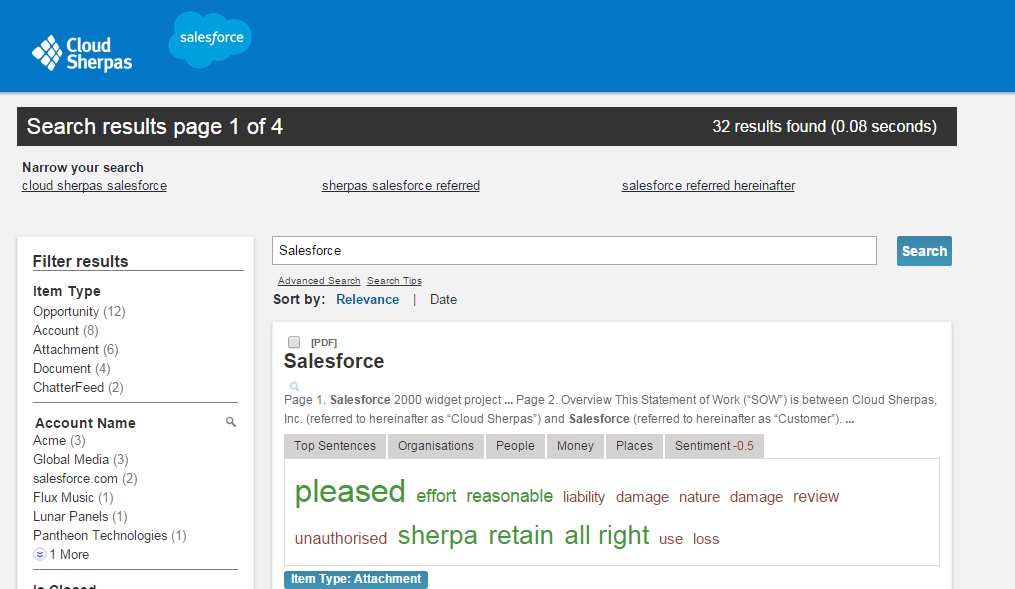 Cloud
Sherpas
salesforce
Search results page 1 of 4
32 results found (0.08 seconds)
Narrow your search
cloud sherpas salesforce
sherpas salesforce referred
salesforce referred hereinafter
Filter results
Item Type
Opportunity (12)
Account (8)
Attachment (6)
Document (4)
ChatterFeed (2)
Account Name
Acme (3)
Global Media (3)
salesforce.com (2)
Flux Music (1)
Lunar Panels (1)
Pantheon Technologies (1)
1 More
Is Closed
Salesforce
Search
Advanced Search Search Tips
Sort by: Relevance | Date
[PDF]
Salesforce
Page 1. Salesforce 2000 widget project ... Page 2. Overview This Statement of Work (“SOW”) is between Cloud Sherpas,
Inc. (referred to hereinafter as “Cloud Sherpas”) and Salesforce (referred to hereinafter as “Customer”). ...
Top Sentences Organisations People Money Places Sentiment -0.5
pleased effort reasonable liability damage nature damage review
unauthorised sherpa retain all right use loss
Item Type: Attachment